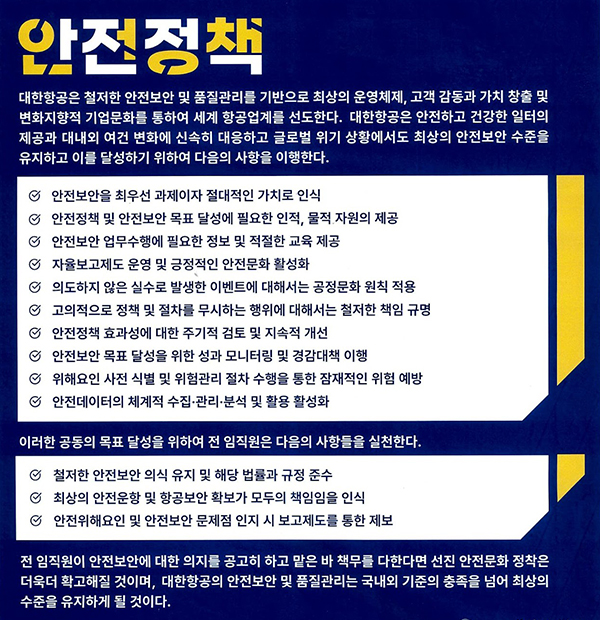 안전정책
대한항공은 철저한 안전보안 및 품질관리를 기반으로 최상의 운영체제, 고객 감동과 가치 창출 및
변화지향적 기업문화를 통하여 세계 항공업계를 선도한다. 대한항공은 안전하고 건강한 일터의
제공과 대내외 여건 변화에 신속히 대응하고 글로벌 위기 상황에서도 최상의 안전보안 수준을
유지하고 이를 달성하기 위하여 다음의 사항을 이행한다.
안전보안을 최우선 과제이자 절대적인 가치로 인식
안전정책 및 안전보안 목표 달성에 필요한 인적, 물적 자원의 제공
안전보안 업무수행에 필요한 정보 및 적절한 교육 제공
자율보고제도 운영 및 긍정적인 안전문화 활성화
의도하지 않은 실수로 발생한 이벤트에 대해서는 공정문화 원칙 적용
고의적으로 정책 및 절차를 무시하는 행위에 대해서는 철저한 책임 규명
안전정책 효과성에 대한 주기적 검토 및 지속적 개선
안전보안 목표 달성을 위한 성과 모니터링 및 경감대책 이행
위해요인 사전 식별 및 위험관리 절차 수행을 통한 잠재적인 위험 예방
안전데이터의 체계적 수집·관리·분석 및 활용 활성화
이러한 공동의 목표 달성을 위하여 전 임직원은 다음의 사항들을 실천한다.
철저한 안전보안 의식 유지 및 해당 법률과 규정 준수
최상의 안전운항 및 항공보안 확보가 모두의 책임임을 인식
안전위해요인 및 안전보안 문제점 인지 시 보고제도를 통한 제보
전 임직원이 안전보안에 대한 의지를 공고히 하고 맡은 바 책무를 다한다면 선진 안전문화 정착은
더욱더 확고해질 것이며, 대한항공의 안전보안 및 품질관리는 국내외 기준의 충족을 넘어 최상의
수준을 유지하게 될 것이다.